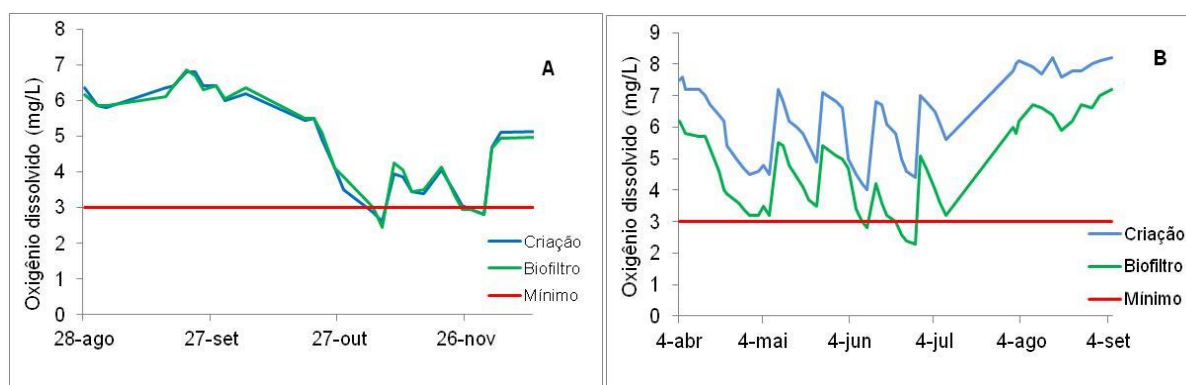 Oxigênio dissolvido (mg/L)
8
7
6
5
4
3
2
1
0
A
Criação
Biofiltro
Mínimo
28-ago 27-set 27-out 26-nov
Oxigênio dissolvido (mg/L)
9
8
7
6
5
4
3
2
1
0
B
Criação
Biofiltro
Mínimo
4-abr 4-mai 4-jun 4-jul 4-ago 4-set